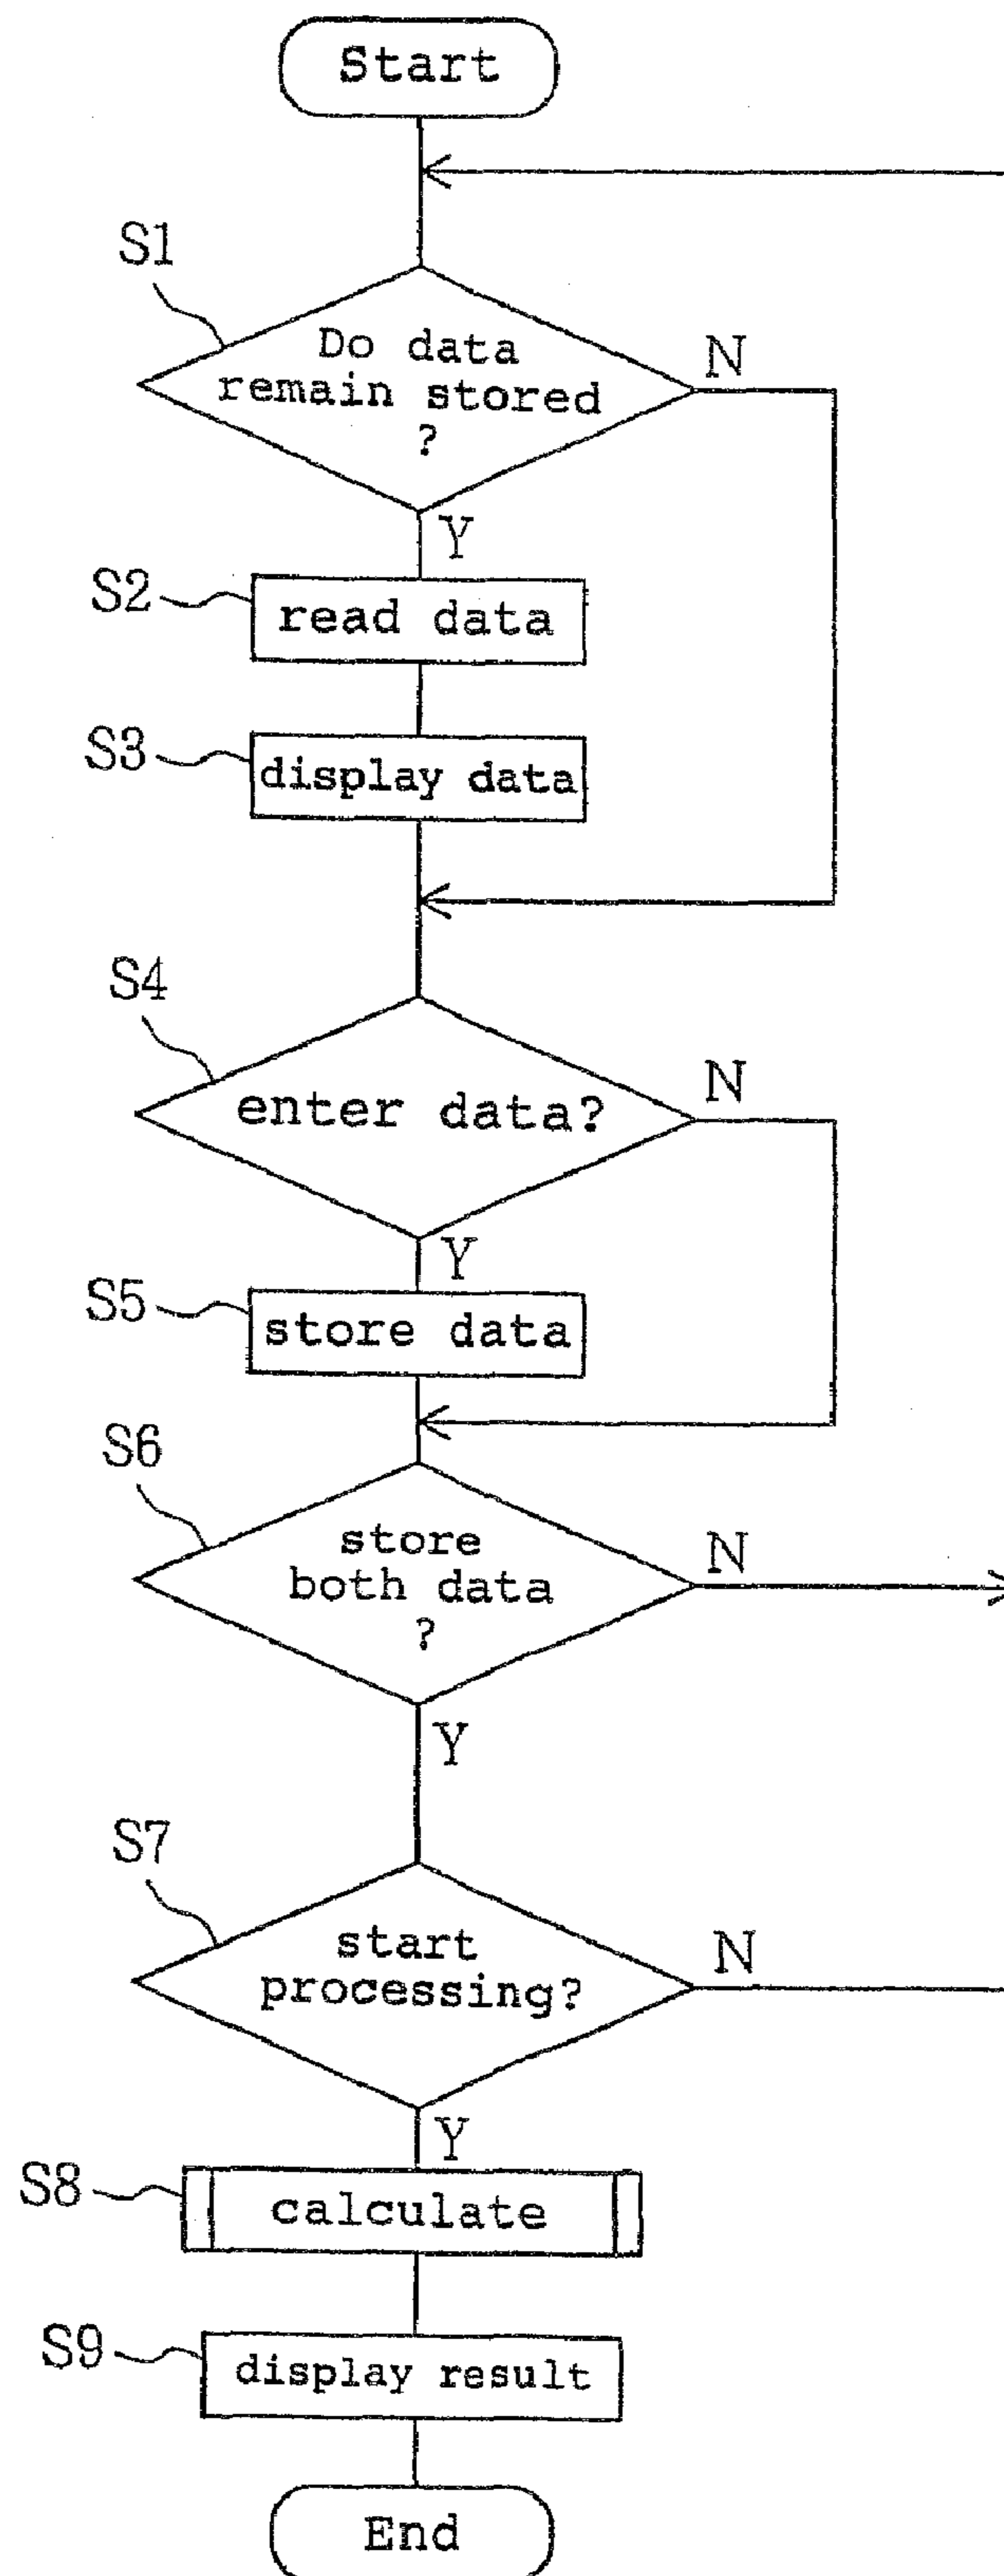 Start
S1
Do data
remain stored
?
N
Y
S2
read data
S3
display data
S4
enter data?
N
Y
S5
store data
S6
store
both data
?
N
Y
S7
start
processing?
N
Y
S8
calculate
S9
display result
End